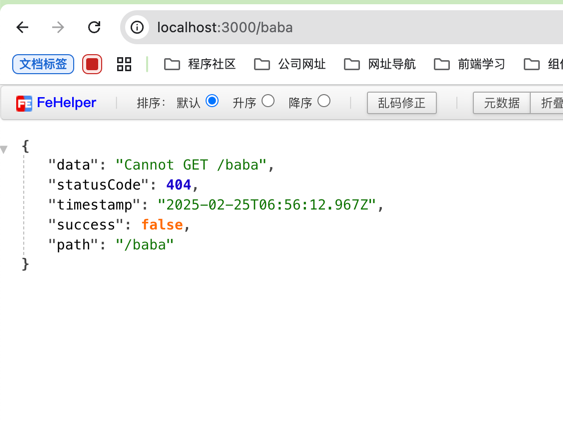 localhost:3000/baba
文档标签 程序社区 公司网址 网址导航 前端学习
FE FeHelper 排序: 默认 升序 降序 乱码修正 元数据 折
{
"data": "Cannot GET /baba",
"statusCode": 404,
"timestamp": "2025-02-25T06:56:12.967Z",
"success": false,
"path": "/baba"
}